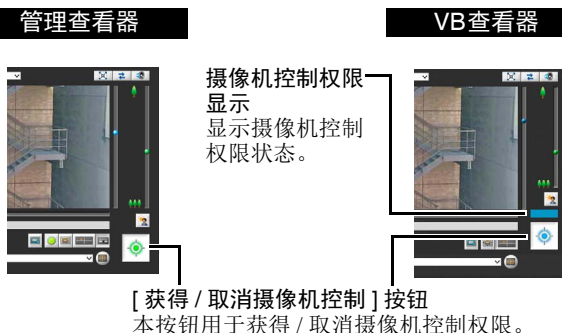 管理查看器
VB查看器
摄像机控制权限
显示
显示摄像机控制
权限状态。
[ 获得 / 取消摄像机控制 ] 按钮
本按钮用于获得 / 取消摄像机控制权限。